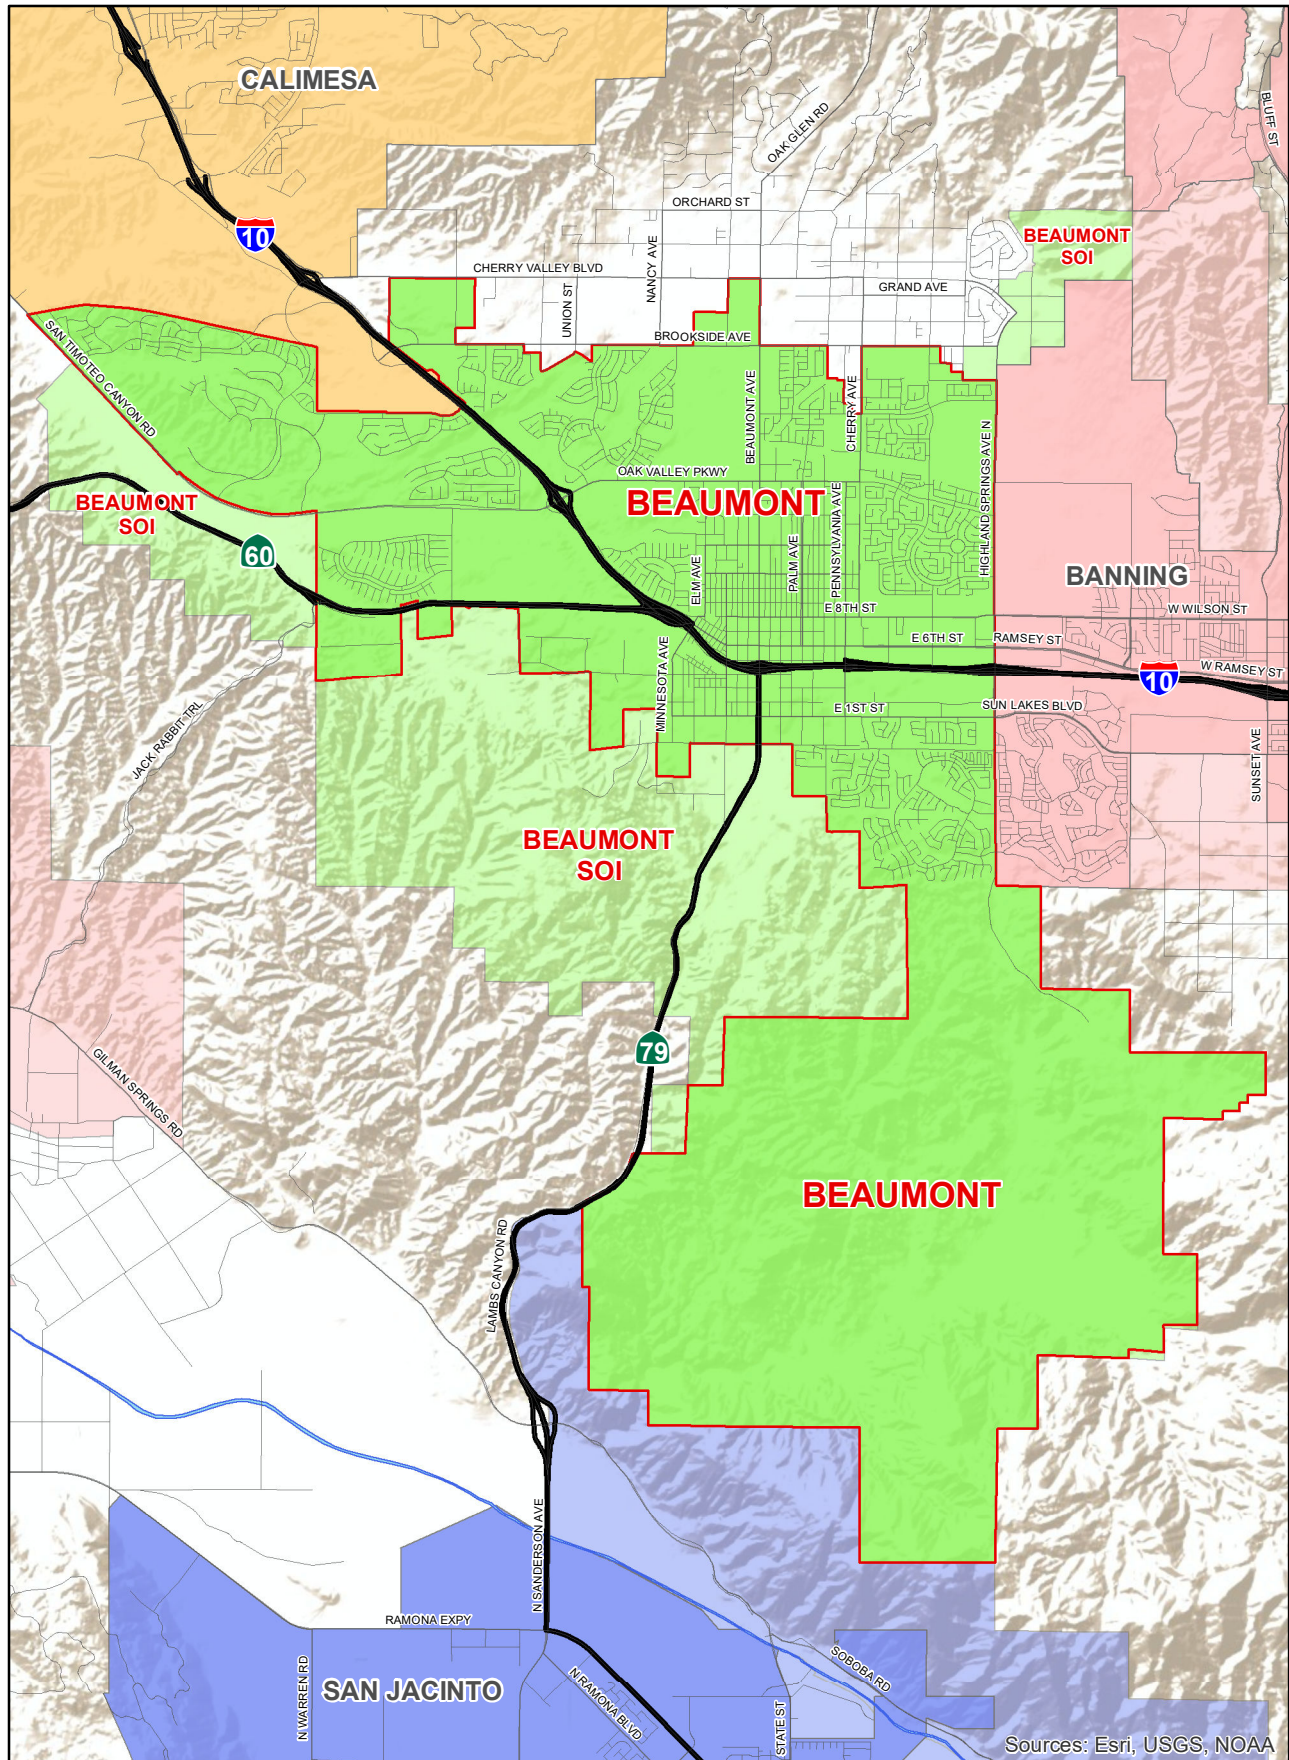 CALIMESA
BLUFF ST
OAK GLEN RD
ORCHARD ST
10
NANCY AVE
BEAUMONT
SOI
CHERRY VALLEY BLVD
GRAND AVE
UNION ST
BROOKSIDE AVE
SAN TIMOTEO CANYON RD
BEAUMONT AVE
CHERRY AVE
HIGHLAND SPRINGS AVE N
OAK VALLEY PKWY
BEAUMONT
BEAUMONT
SOI
60
ELM AVE
PALM AVE
PENNSYLVANIA AVE
BANNING
E 8TH ST
W WILSON ST
E 6TH ST
RAMSEY ST
W RAMSEY ST
10
MINNESOTA AVE
E 1ST ST
SUN LAKES BLVD
JACK RABBIT TRL
SUNSET AVE
BEAUMONT
SOI
79
GILMAN SPRINGS RD
BEAUMONT
LAMBS CANYON RD
N SANDERSON AVE
RAMONA EXPY
N WARREN RD
SAN JACINTO
N RAMONA BLVD
STATE ST
SOBOBA RD
Sources: Esri, USGS, NOAA